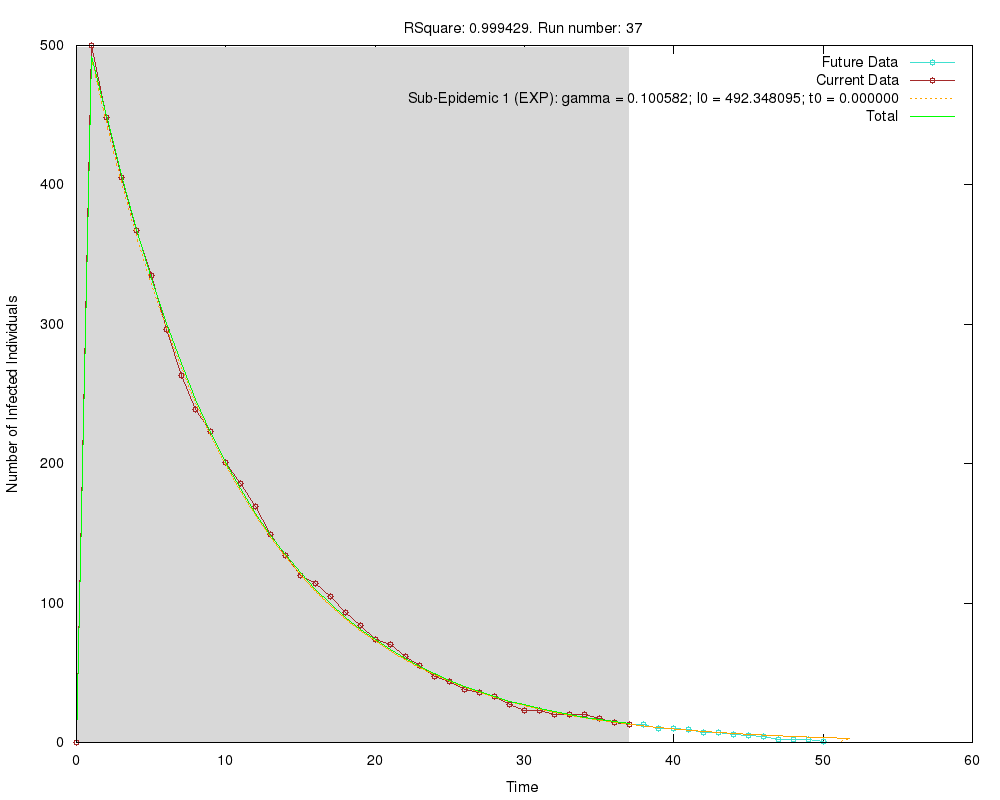 RSquare: 0.999429. Run number: 37
500
400
300
200
100
0
0
10
20
30
40
50
60
Number of Infected Individuals
Time
Future Data
Current Data
Sub-Epidemic 1 (EXP): gamma = 0.100582; I0 = 492.348095; t0 = 0.000000
Total